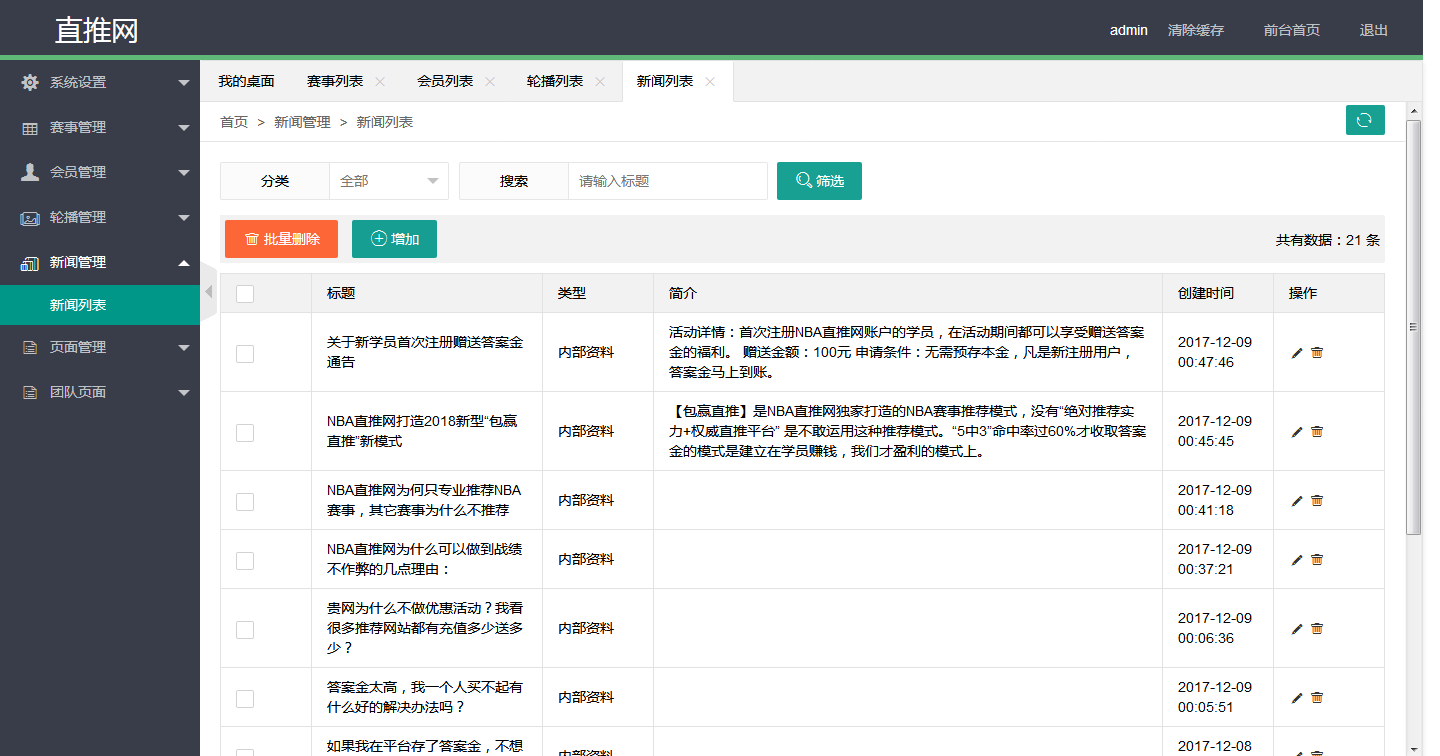 直推网
admin 清除缓存 前台首页 退出
系统设置
赛事管理
会员管理
轮播管理
新闻管理
新闻列表
页面管理
团队页面
我的桌面 赛事列表 会员列表 轮播列表 新闻列表
首页 > 新闻管理 > 新闻列表
分类 全部 搜索 请输入标题 筛选
批量删除 增加 共有数据：21 条
标题 类型 简介 创建时间 操作
关于新学员首次注册赠送答案金
通告
内部资料
活动详情：首次注册NBA直推网账户的学员，在活动期间都可以享受赠送答案
金的福利。 赠送金额：100元 申请条件：无需预存本金，凡是新注册用户，
答案金马上到账。
2017-12-09
00:47:46
NBA直推网打造2018新型“包赢
直推”新模式
内部资料
【包赢直推】是NBA直推网独家打造的NBA赛事推荐模式，没有“绝对推荐实
力+权威直推平台” 是不敢运用这种推荐模式。“5中3”命中率过60%才收取答案
金的模式是建立在学员赚钱，我们才盈利的模式上。
2017-12-09
00:45:45
NBA直推网为何只专业推荐NBA
赛事，其它赛事为什么不推荐
内部资料
2017-12-09
00:41:18
NBA直推网为什么可以做到战绩
不作弊的几点理由：
内部资料
2017-12-09
00:37:21
贵网为什么不做优惠活动？我看
很多推荐网站都有充值多少送多
少？
内部资料
2017-12-09
00:06:36
答案金太高，我一个人买不起有
什么好的解决办法吗？
内部资料
2017-12-09
00:05:51
如果我在平台存了答案金，不想
内部资料
2017-12-08